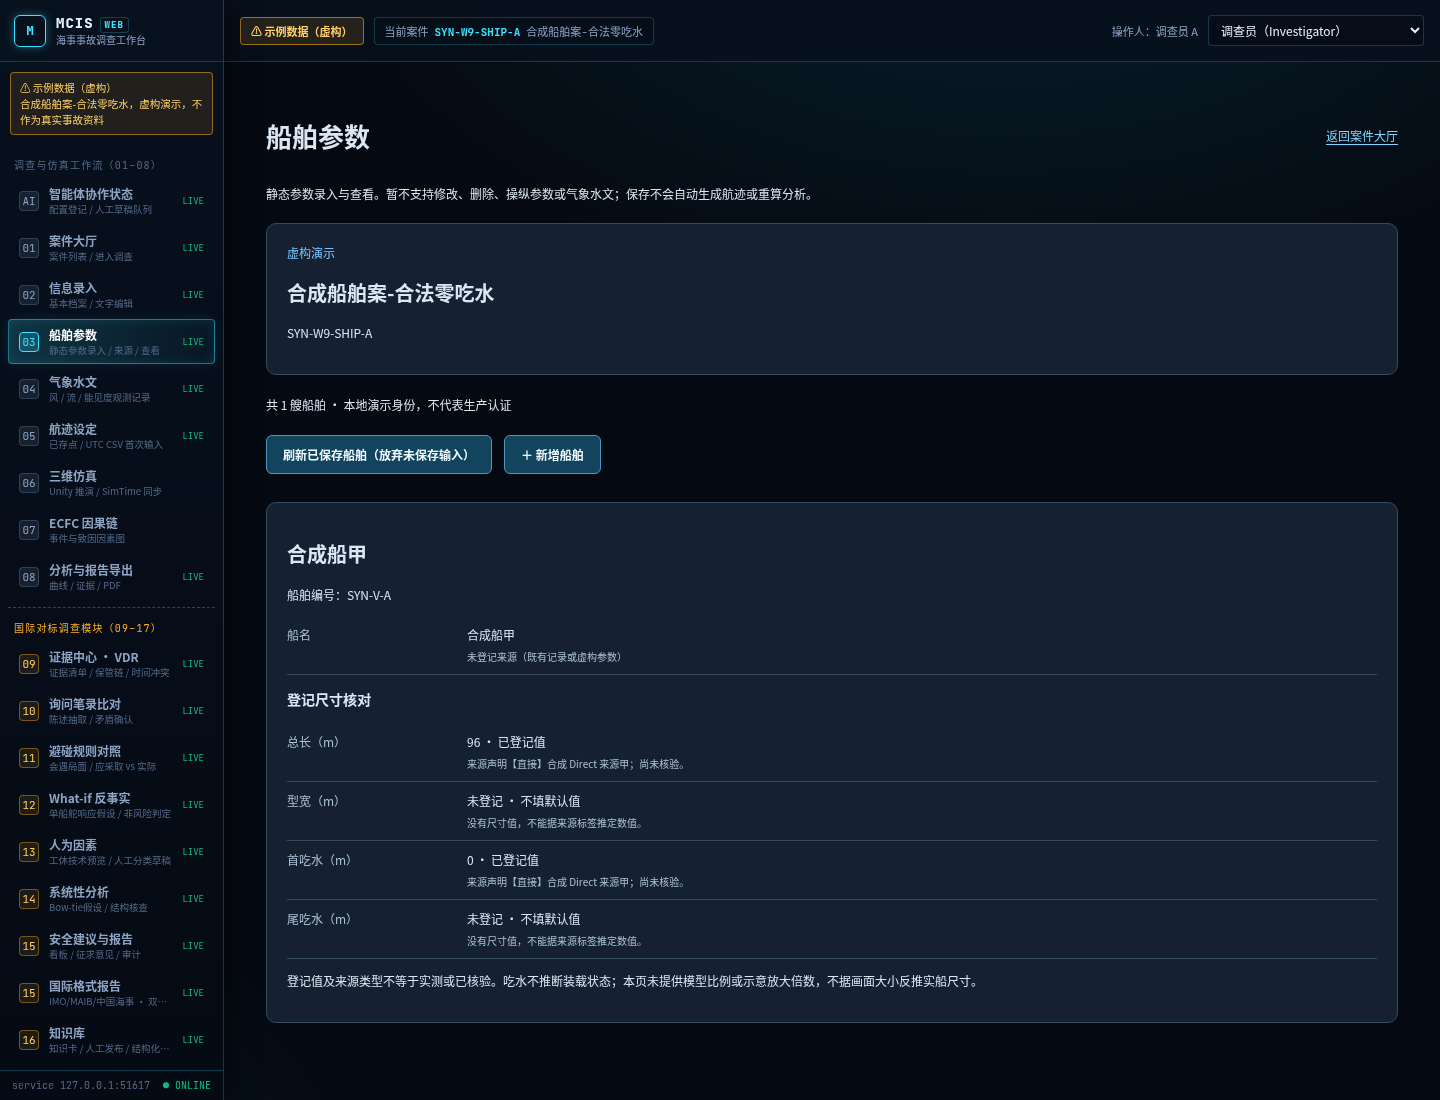 M
MCIS WEB
海事事故调查工作台
⚠ 示例数据（虚构）
合成船舶案-合法零吃水，虚构演示，不
作为真实事故资料
调查与仿真工作流（01-08）
AI 智能体协作状态 LIVE
配置登记 / 人工草稿队列
01 案件大厅 LIVE
案件列表 / 进入调查
02 信息录入 LIVE
基本档案 / 文字编辑
03 船舶参数 LIVE
静态参数录入 / 来源 / 查看
04 气象水文 LIVE
风 / 流 / 能见度观测记录
05 航迹设定 LIVE
已存点 / UTC CSV 首次输入
06 三维仿真
Unity 推演 / SimTime 同步
07 ECFC 因果链
事件与致因因素图
08 分析与报告导出 LIVE
曲线 / 证据 / PDF
国际对标调查模块（09-17）
09 证据中心 · VDR LIVE
证据清单 / 保管链 / 时间冲突
10 询问笔录比对 LIVE
陈述抽取 / 矛盾确认
11 避碰规则对照 LIVE
会遇局面 / 应采取 vs 实际
12 What-if 反事实 LIVE
单船舵响应假设 / 非风险判定
13 人为因素 LIVE
工休技术预览 / 人工分类草稿
14 系统性分析 LIVE
Bow-tie假设 / 结构核查
15 安全建议与报告 LIVE
看板 / 征求意见 / 审计
15 国际格式报告 LIVE
IMO/MAIB/中国海事 · 双…
16 知识库 LIVE
知识卡 / 人工发布 / 结构化…
service 127.0.0.1:51617 ● ONLINE
⚠ 示例数据（虚构）
当前案件 SYN-W9-SHIP-A 合成船舶案-合法零吃水
操作人：调查员 A
调查员（Investigator）
船舶参数
返回案件大厅
静态参数录入与查看。暂不支持修改、删除、操纵参数或气象水文；保存不会自动生成航迹或重算分析。
虚构演示
合成船舶案-合法零吃水
SYN-W9-SHIP-A
共 1 艘船舶 · 本地演示身份，不代表生产认证
刷新已保存船舶（放弃未保存输入）
＋ 新增船舶
合成船甲
船舶编号：SYN-V-A
船名 合成船甲
未登记来源（既有记录或虚构参数）
登记尺寸核对
总长（m） 96 · 已登记值
来源声明【直接】合成 Direct 来源甲；尚未核验。
型宽（m） 未登记 · 不填默认值
没有尺寸值，不能据来源标签推定数值。
首吃水（m） 0 · 已登记值
来源声明【直接】合成 Direct 来源甲；尚未核验。
尾吃水（m） 未登记 · 不填默认值
没有尺寸值，不能据来源标签推定数值。
登记值及来源类型不等于实测或已核验。吃水不推断装载状态；本页未提供模型比例或示意放大倍数，不据画面大小反推实船尺寸。